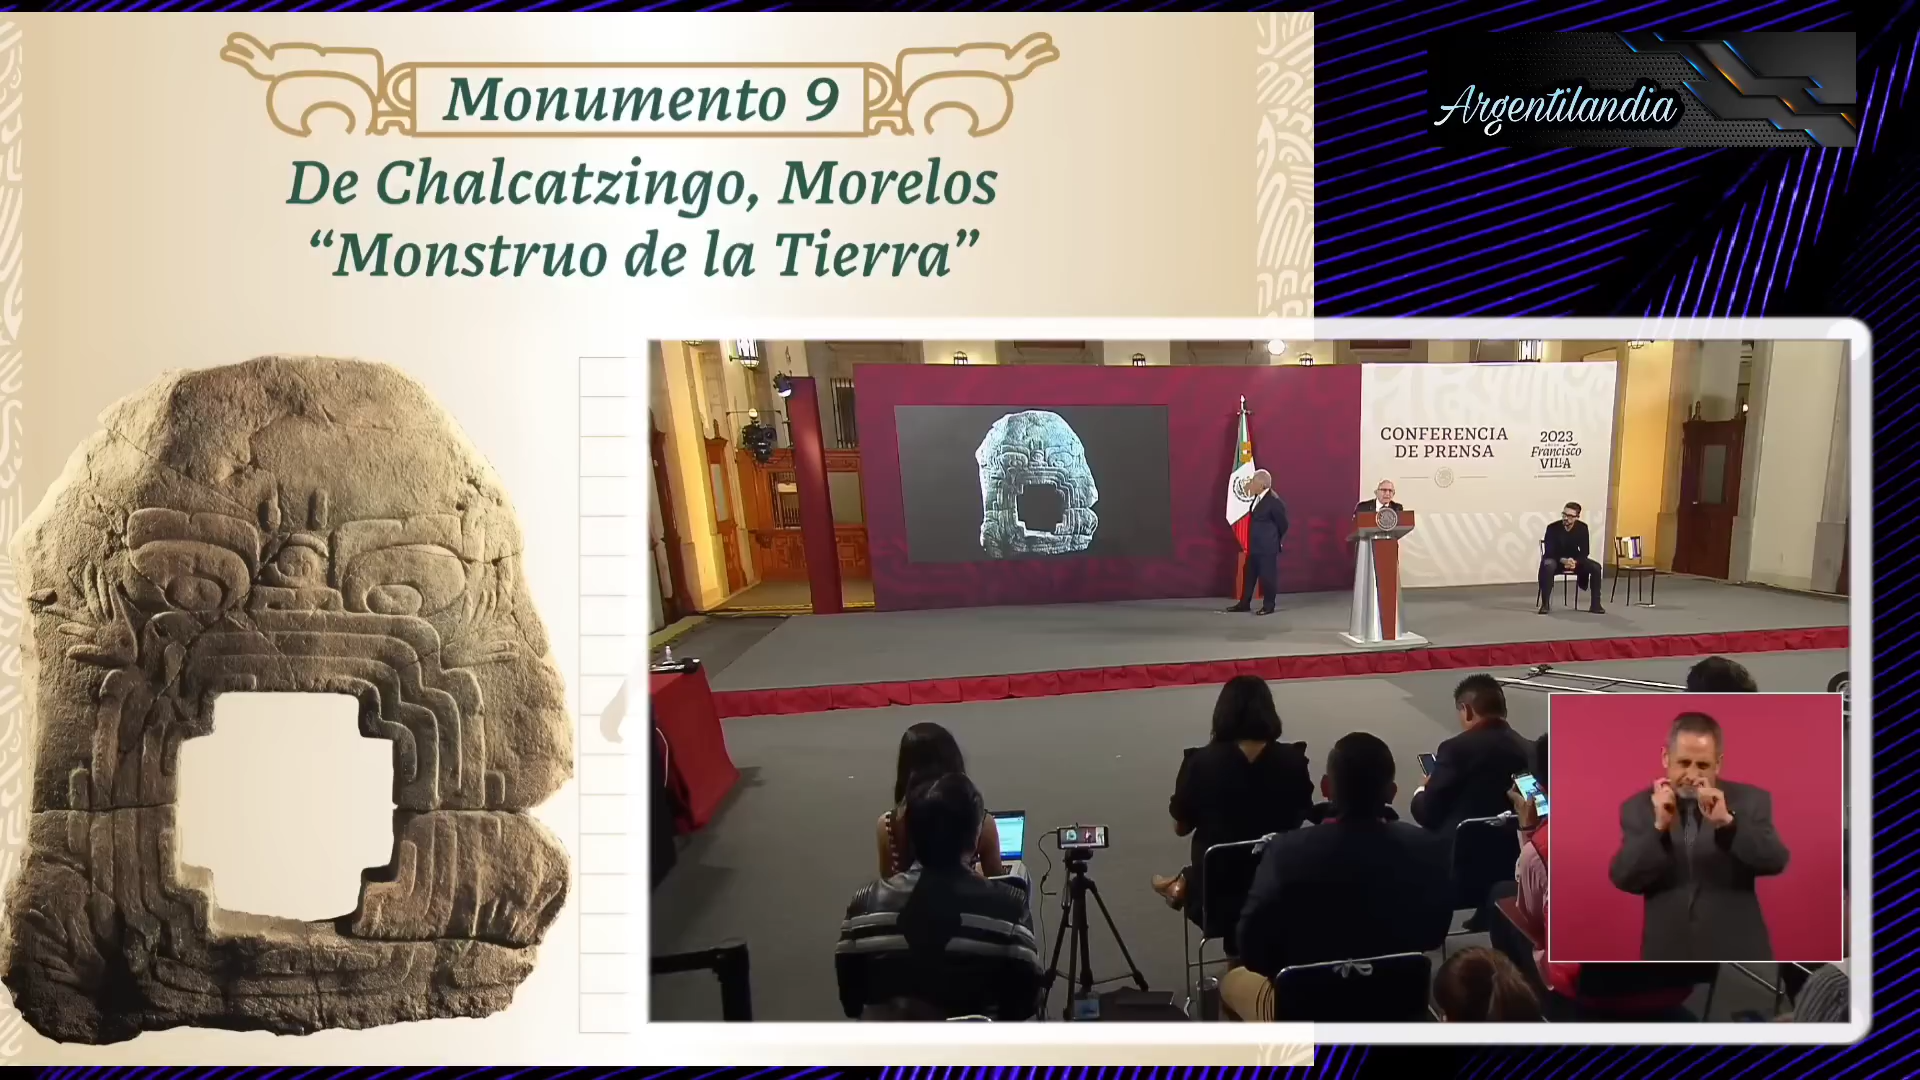 Monumento 9
De Chalcatzingo, Morelos
“Monstruo de la Tierra”
Argentilandia
CONFERENCIA
DE PRENSA
2023
Francisco
VILLA